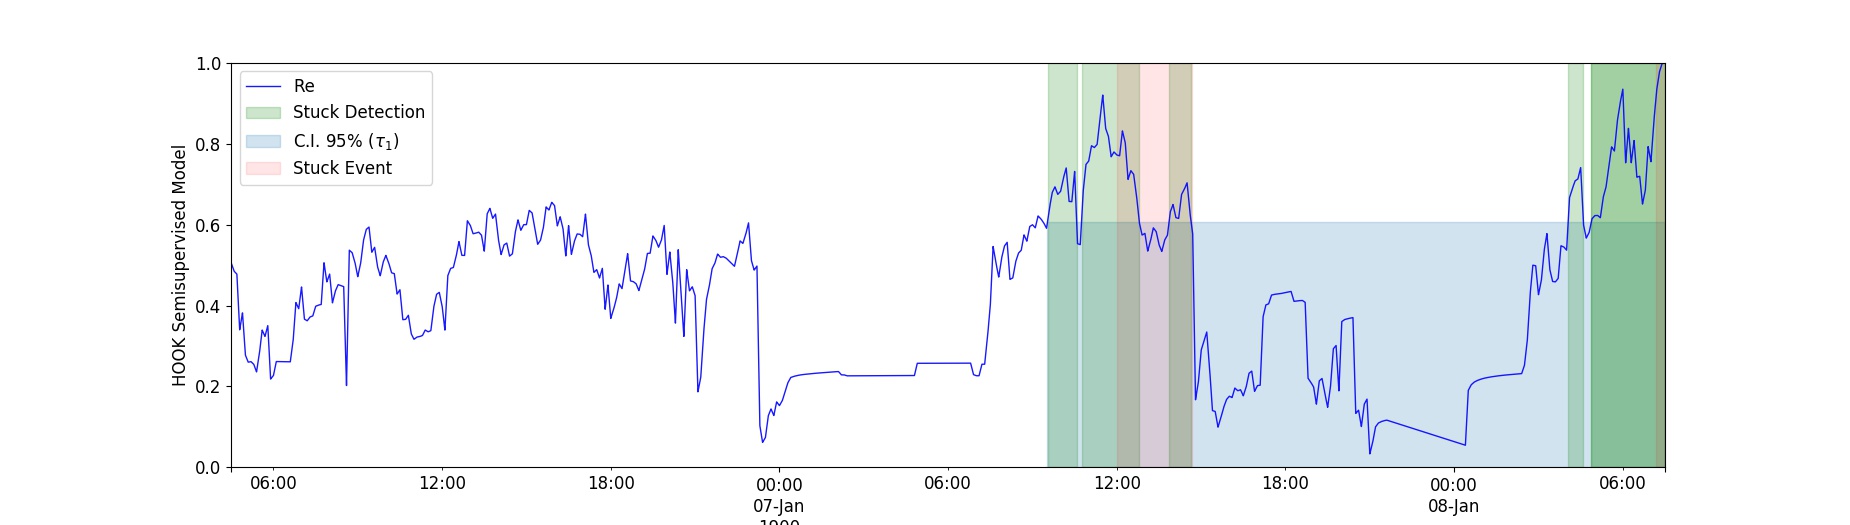 HOOK Semisupervised Model
1.0
0.8
0.6
0.4
0.2
0.0
Re
Stuck Detection
C.I. 95% (τ₁)
Stuck Event
06:00 12:00 18:00 00:00 06:00 12:00 18:00 00:00 06:00
07-Jan 08-Jan
1900